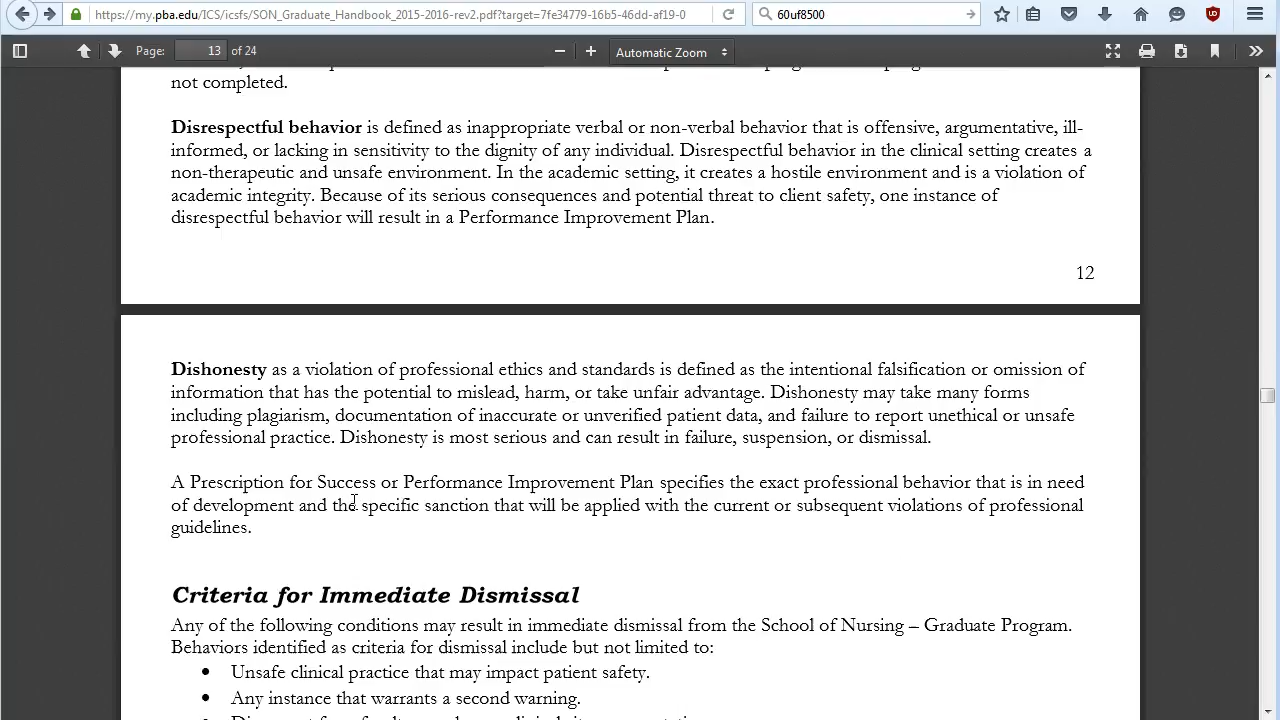 https://my.pba.edu/ICS/icsfs/SON_Graduate_Handbook_2015-2016-rev2.pdf?target=7fe34779-16b5-46dd-af19-0
60uf8500
Page: 13 of 24
Automatic Zoom
not completed.
Disrespectful behavior is defined as inappropriate verbal or non-verbal behavior that is offensive, argumentative, ill-
informed, or lacking in sensitivity to the dignity of any individual. Disrespectful behavior in the clinical setting creates a
non-therapeutic and unsafe environment. In the academic setting, it creates a hostile environment and is a violation of
academic integrity. Because of its serious consequences and potential threat to client safety, one instance of
disrespectful behavior will result in a Performance Improvement Plan.
12
Dishonesty as a violation of professional ethics and standards is defined as the intentional falsification or omission of
information that has the potential to mislead, harm, or take unfair advantage. Dishonesty may take many forms
including plagiarism, documentation of inaccurate or unverified patient data, and failure to report unethical or unsafe
professional practice. Dishonesty is most serious and can result in failure, suspension, or dismissal.
A Prescription for Success or Performance Improvement Plan specifies the exact professional behavior that is in need
of development and the specific sanction that will be applied with the current or subsequent violations of professional
guidelines.
Criteria for Immediate Dismissal
Any of the following conditions may result in immediate dismissal from the School of Nursing – Graduate Program.
Behaviors identified as criteria for dismissal include but not limited to:
• Unsafe clinical practice that may impact patient safety.
• Any instance that warrants a second warning.